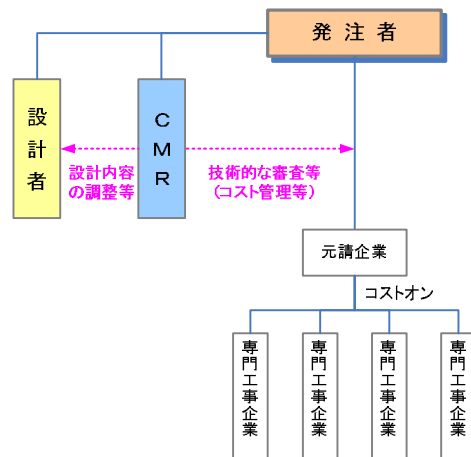 発注者
設計者
CMR
設計内容
の調整等
技術的な審査等
(コスト管理等)
元請企業
コストオン
専門工事企業
専門工事企業
専門工事企業
専門工事企業